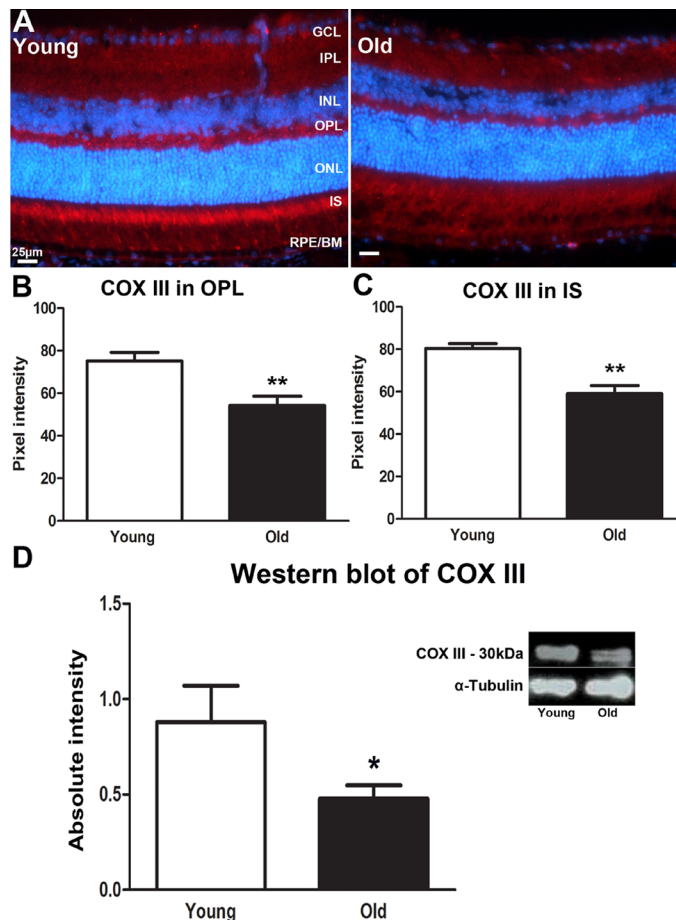 A
Young
GCL
IPL
INL
OPL
ONL
IS
RPE/BM
25µm
Old
B
COX III in OPL
Pixel intensity
100
80
60
40
20
0
**
Young
Old
C
COX III in IS
Pixel intensity
100
80
60
40
20
0
**
Young
Old
D
Western blot of COX III
Absolute intensity
1.5
1.0
0.5
0.0
*
Young
Old
COX III - 30kDa
α-Tubulin
Young
Old